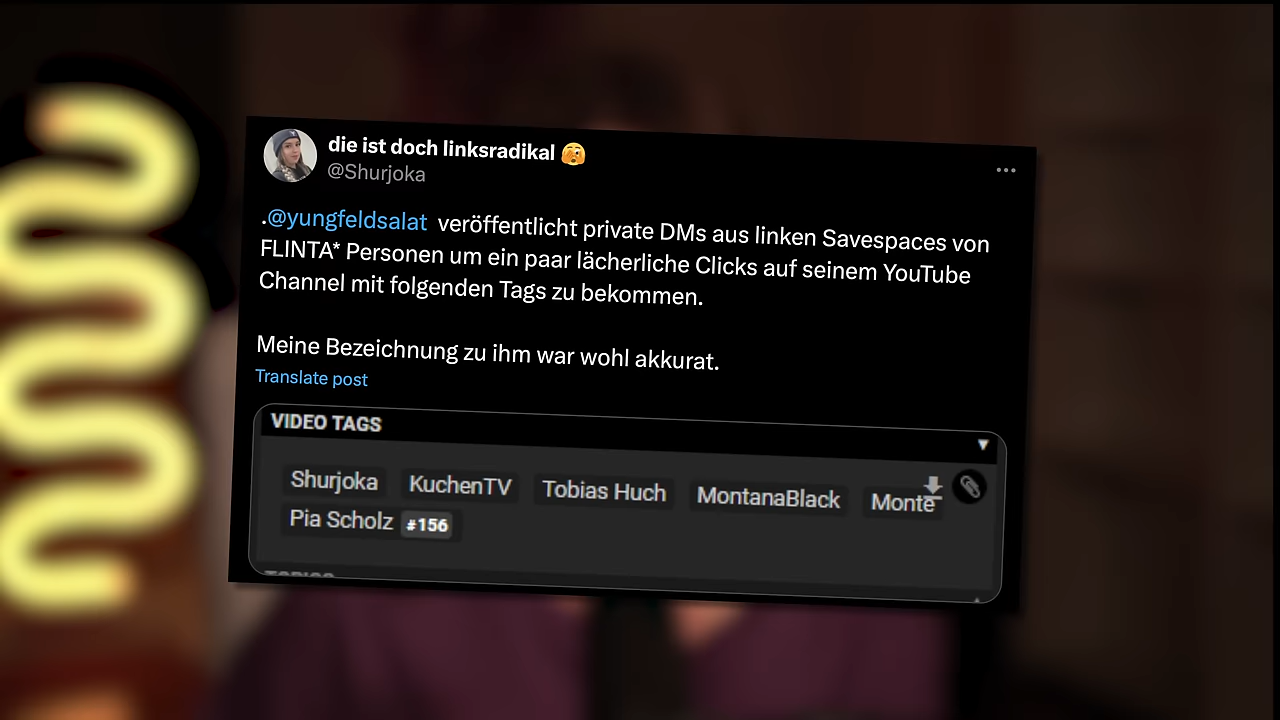 die ist doch linksradikal 🫣
@Shurjoka
.@yungfeldsalat veröffentlicht private DMs aus linken Savespaces von
FLINTA* Personen um ein paar lächerliche Clicks auf seinem YouTube
Channel mit folgenden Tags zu bekommen.
Meine Bezeichnung zu ihm war wohl akkurat.
Translate post
VIDEO TAGS
Shurjoka KuchenTV Tobias Huch MontanaBlack Monte
Pia Scholz #156